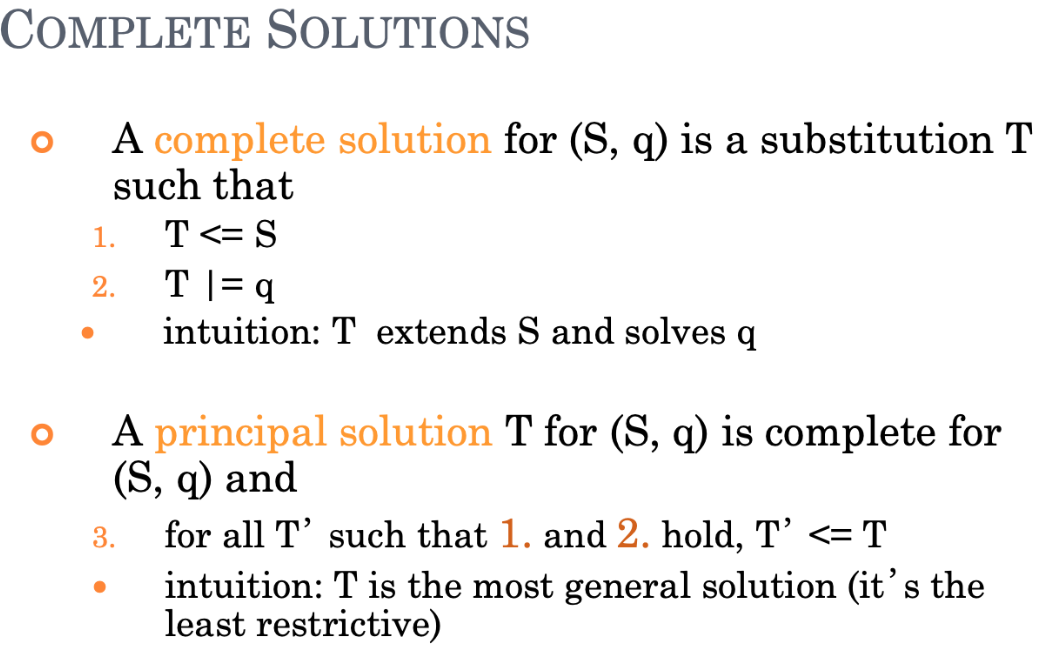 COMPLETE SOLUTIONS
A complete solution for (S, q) is a substitution T
such that
1. T <= S
2. T |= q
intuition: T extends S and solves q
A principal solution T for (S, q) is complete for
(S, q) and
3. for all T’ such that 1. and 2. hold, T’ <= T
intuition: T is the most general solution (it’s the
least restrictive)